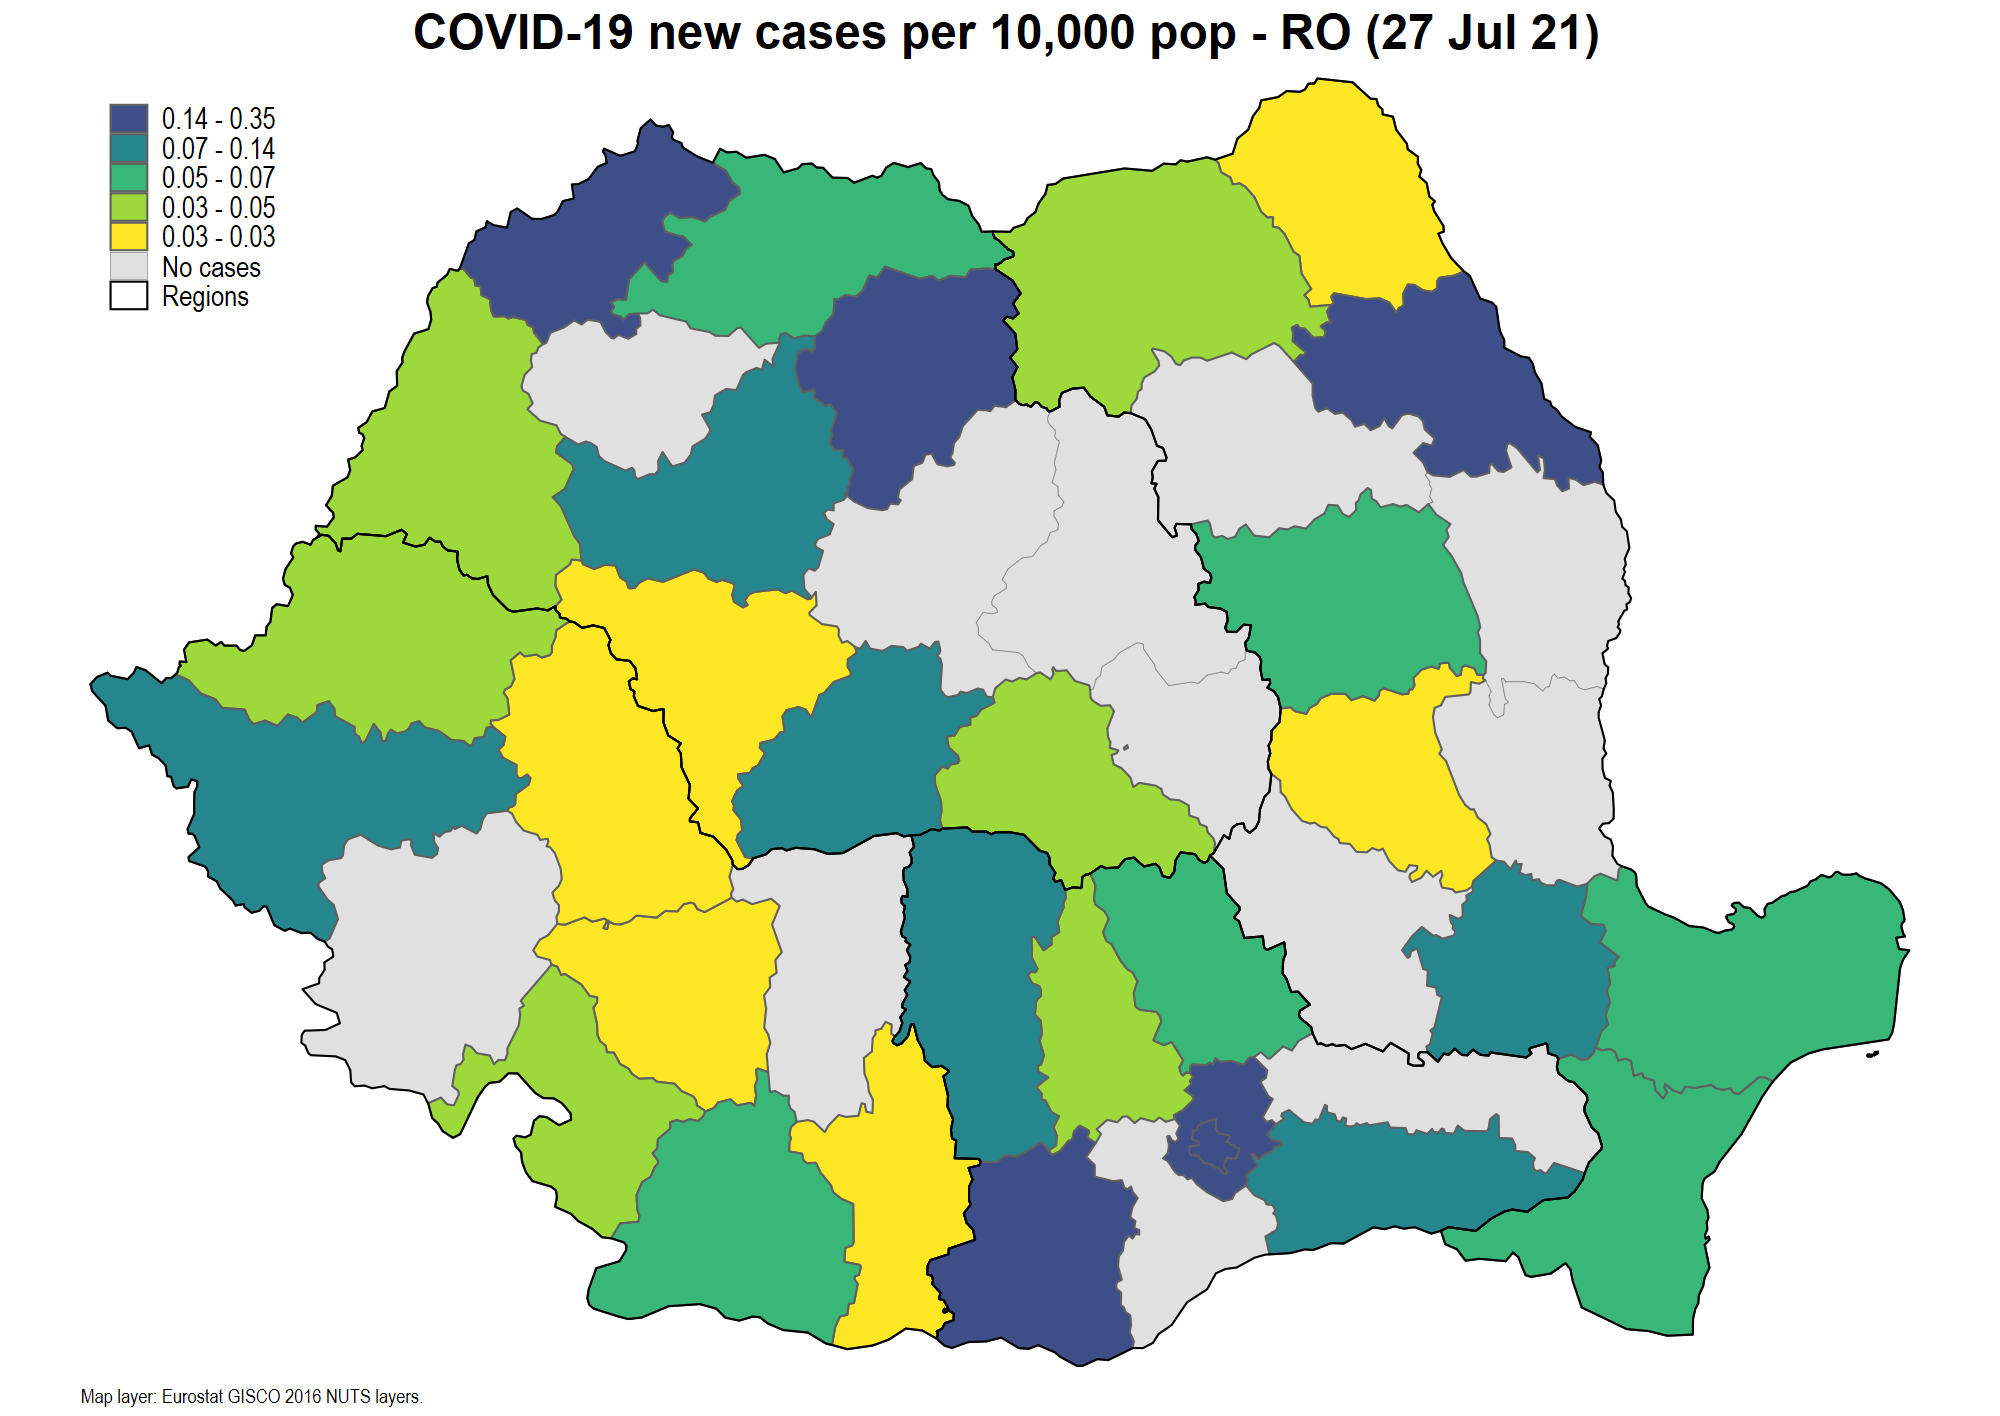 COVID-19 new cases per 10,000 pop - RO (27 Jul 21)
0.14 - 0.35
0.07 - 0.14
0.05 - 0.07
0.03 - 0.05
0.03 - 0.03
No cases
Regions
Map layer: Eurostat GISCO 2016 NUTS layers.